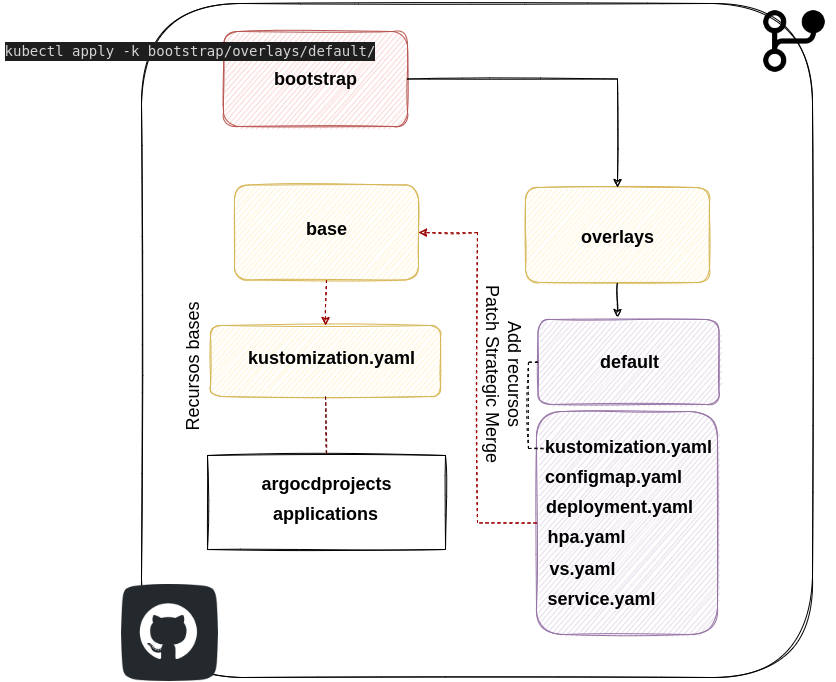 kubectl apply -k bootstrap/overlays/default/
bootstrap
base
overlays
Recursos bases
kustomization.yaml
Add recursos
Patch Strategic Merge
default
argocdprojects
applications
kustomization.yaml
configmap.yaml
deployment.yaml
hpa.yaml
vs.yaml
service.yaml